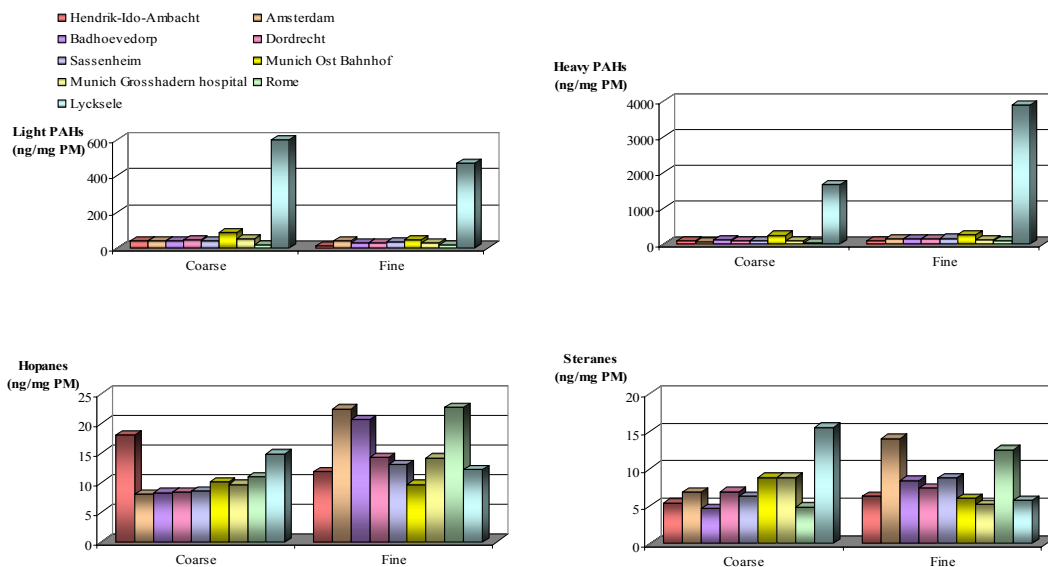 Hendrik-Ido-Ambacht
Amsterdam
Badhoevedorp
Dordrecht
Sassenheim
Munich Ost Bahnhof
Munich Grosshadern hospital
Rome
Lycksele
Light PAHs
(ng/mg PM)
600
400
200
0
Coarse
Fine
Heavy PAHs
(ng/mg PM)
4000
3000
2000
1000
0
Coarse
Fine
Hopanes
(ng/mg PM)
25
20
15
10
5
0
Coarse
Fine
Steranes
(ng/mg PM)
20
15
10
5
0
Coarse
Fine